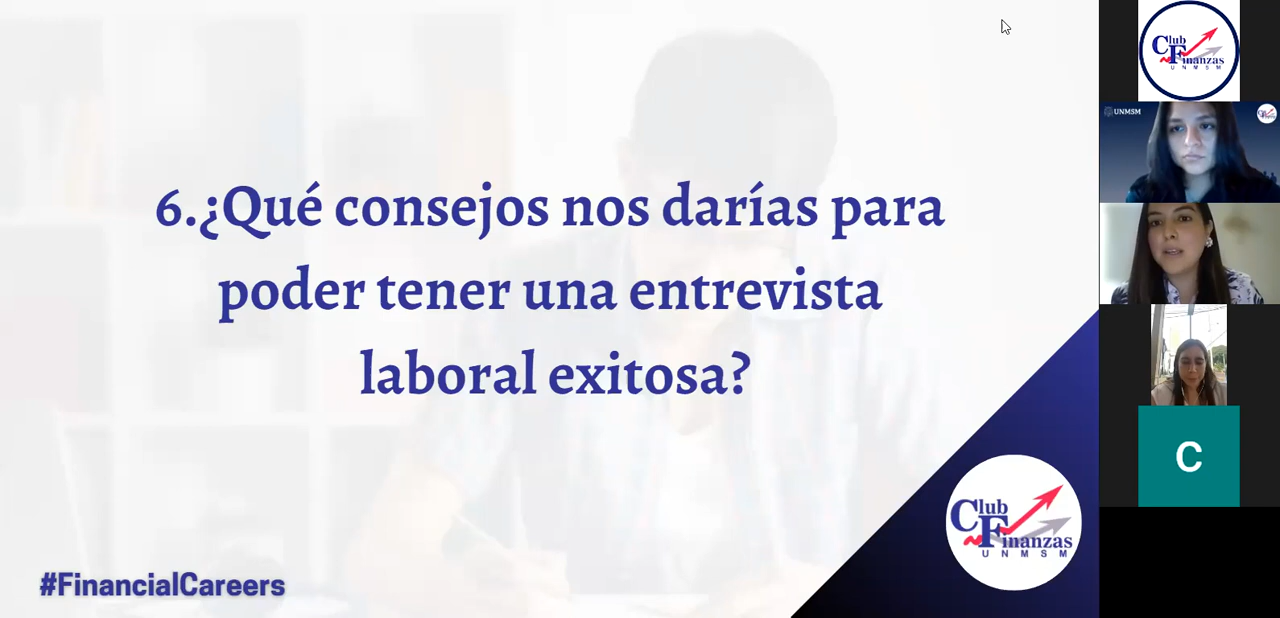 6.¿Qué consejos nos darías para
poder tener una entrevista
laboral exitosa?
#FinancialCareers
Club
Finanzas
UNMSM
Club
Finanzas
UNMSM
UNMSM
C